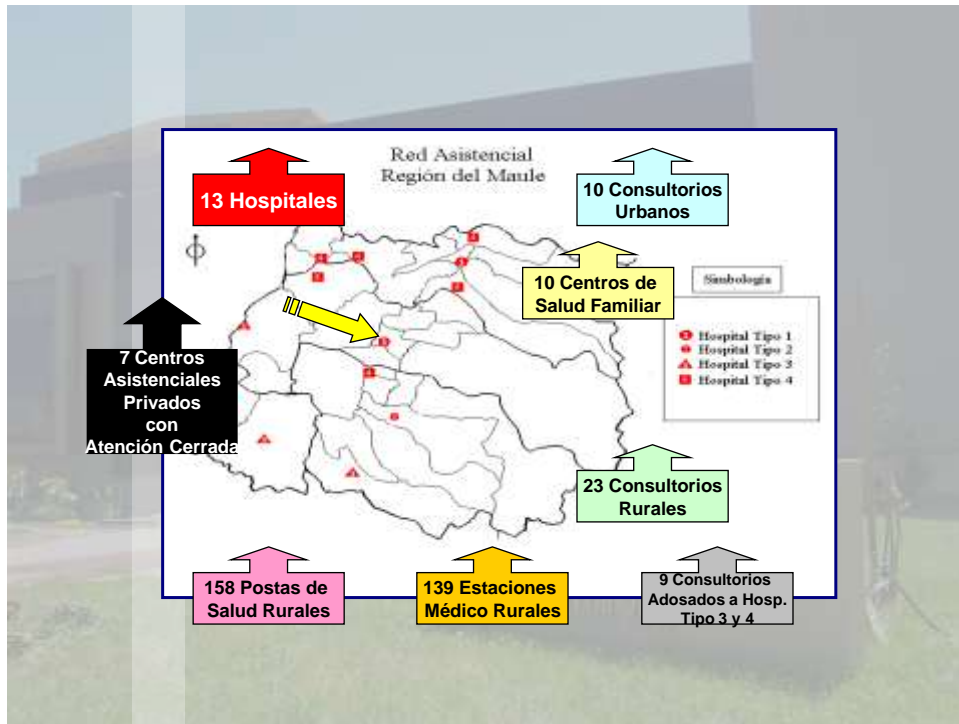 Red Asistencial
Región del Maule
13 Hospitales
10 Consultorios
Urbanos
10 Centros de
Salud Familiar
Simbología
Hospital Tipo 1
Hospital Tipo 2
Hospital Tipo 3
Hospital Tipo 4
7 Centros
Asistenciales
Privados
con
Atención Cerrada
23 Consultorios
Rurales
158 Postas de
Salud Rurales
139 Estaciones
Médico Rurales
9 Consultorios
Adosados a Hosp.
Tipo 3 y 4